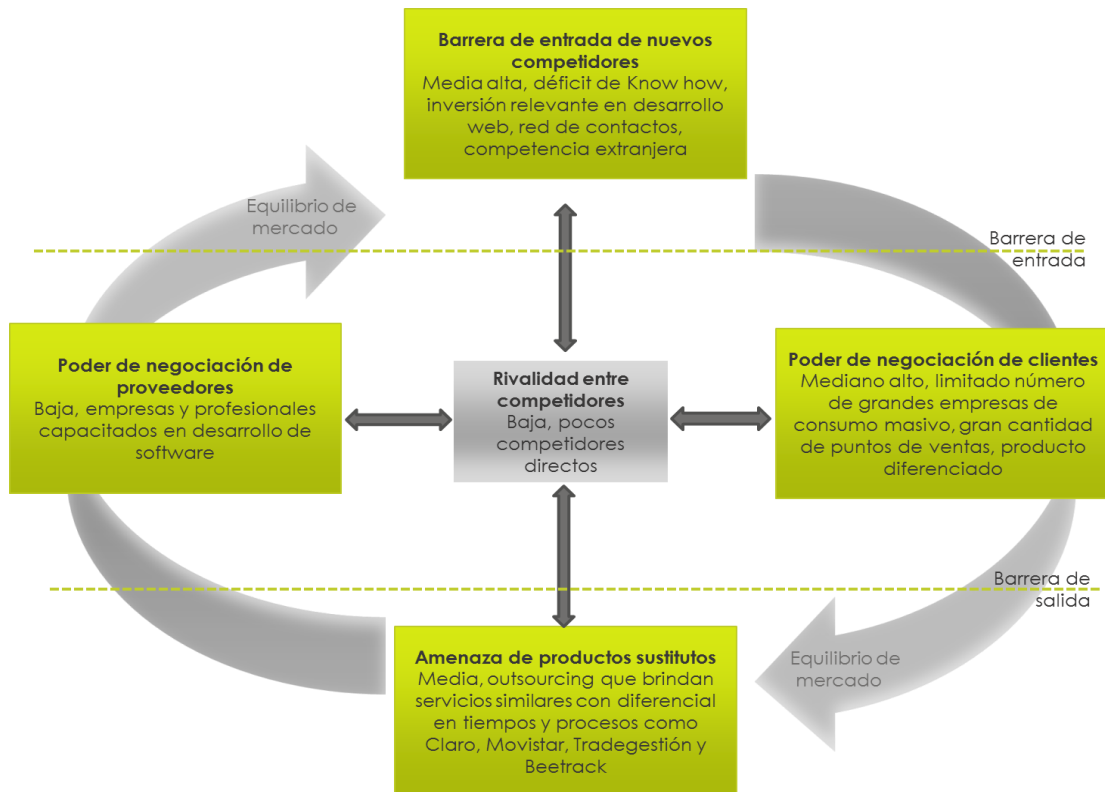 Barrera de entrada de nuevos
competidores
Media alta, déficit de Know how,
inversión relevante en desarrollo
web, red de contactos,
competencia extranjera
Equilibrio de
mercado
Barrera de
entrada
Poder de negociación de
proveedores
Baja, empresas y profesionales
capacitados en desarrollo de
software
Rivalidad entre
competidores
Baja, pocos
competidores
directos
Poder de negociación de clientes
Mediano alto, limitado número
de grandes empresas de
consumo masivo, gran cantidad
de puntos de ventas, producto
diferenciado
Barrera de
salida
Amenaza de productos sustitutos
Media, outsourcing que brindan
servicios similares con diferencial
en tiempos y procesos como
Claro, Movistar, Tradegestión y
Beetrack
Equilibrio de
mercado